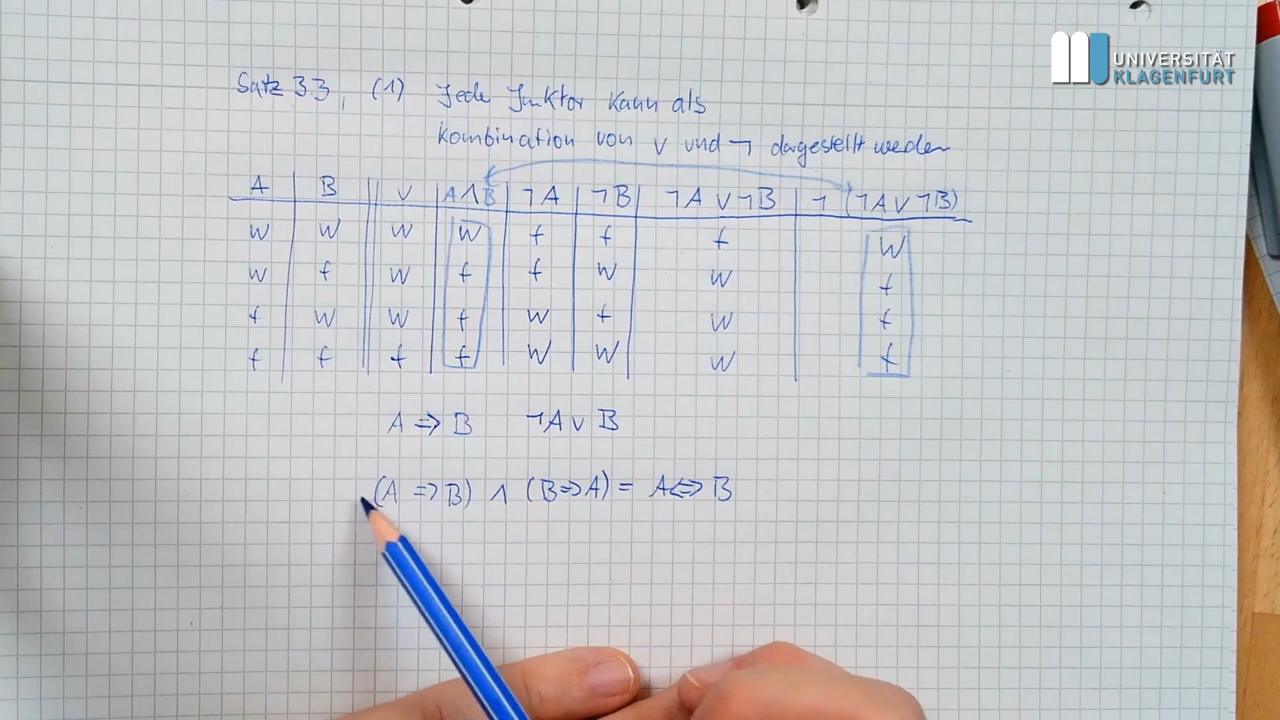 UNIVERSITÄT
KLAGENFURT
Satz 3.3, (1) Jede Junktor kann als
Kombination von ∨ und ¬ dargestellt werden
A B ∨ A∧B ¬A ¬B ¬A ∨ ¬B ¬ (¬A ∨ ¬B)
w w w w f f f w
w f w f f w w f
f w w f w f w f
f f f f w w w f
A => B ¬A ∨ B
(A => B) ∧ (B => A) = A <=> B